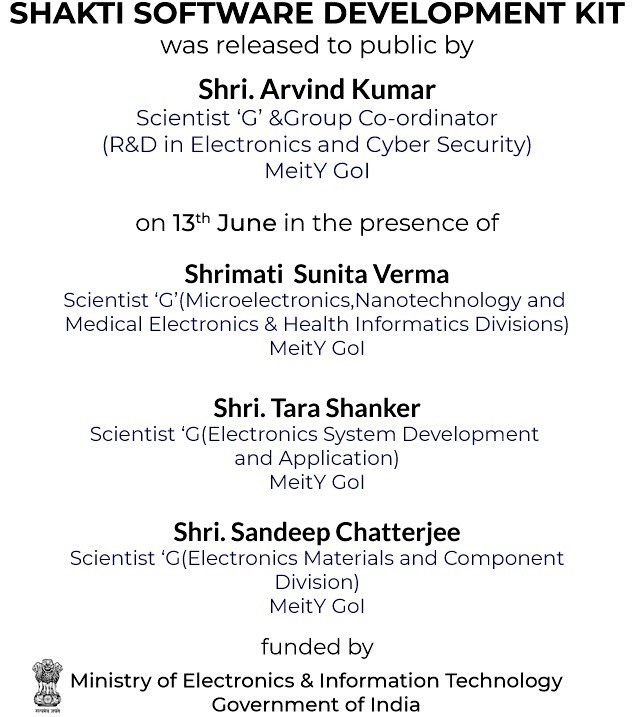 SHAKTI SOFTWARE DEVELOPMENT KIT
was released to public by
Shri. Arvind Kumar
Scientist ‘G’ &Group Co-ordinator
(R&D in Electronics and Cyber Security)
MeitY GoI
on 13th June in the presence of
Shrimati Sunita Verma
Scientist ‘G’(Microelectronics,Nanotechnology and
Medical Electronics & Health Informatics Divisions)
MeitY GoI
Shri. Tara Shanker
Scientist ‘G(Electronics System Development
and Application)
MeitY GoI
Shri. Sandeep Chatterjee
Scientist ‘G(Electronics Materials and Component
Division)
MeitY GoI
funded by
Ministry of Electronics & Information Technology
Government of India